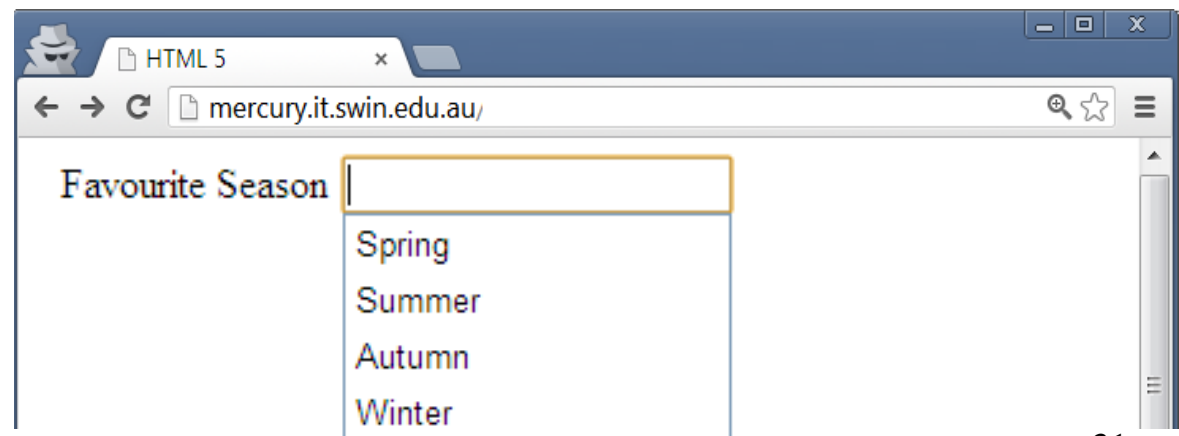 HTML 5 ×
mercury.it.swin.edu.au/
Favourite Season
Spring
Summer
Autumn
Winter